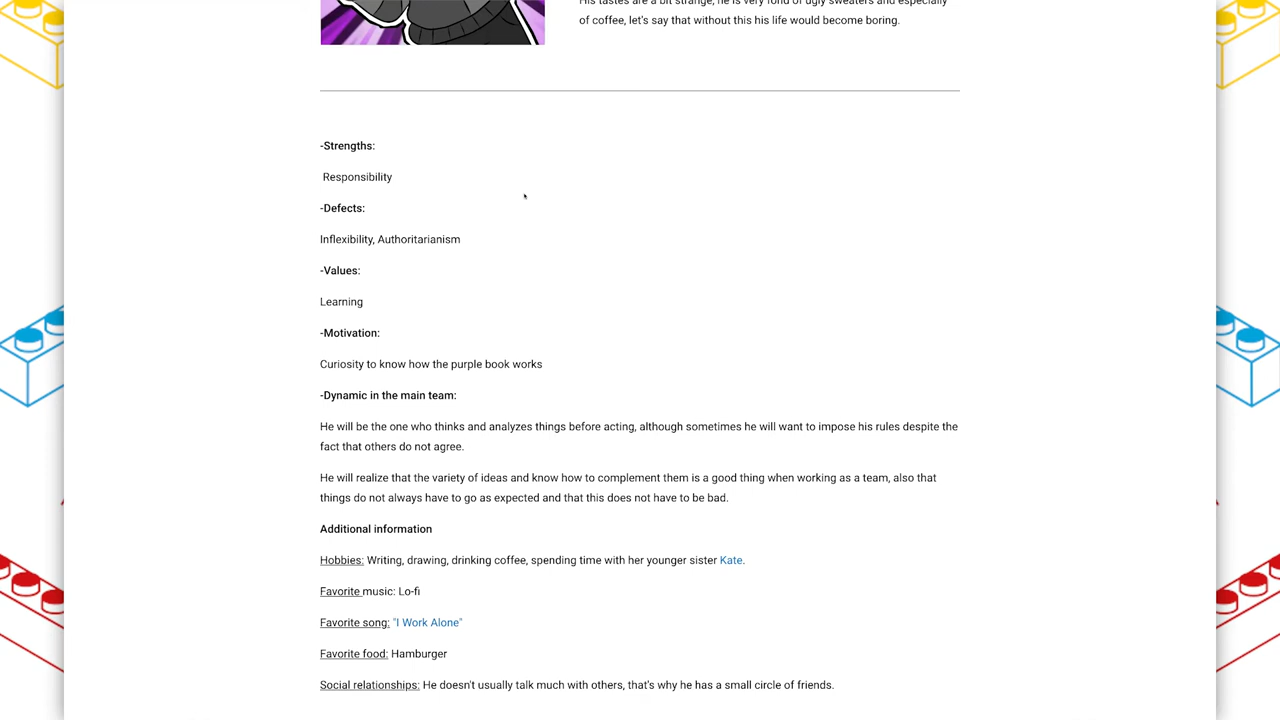 His tastes are a bit strange, he is very fond of ugly sweaters and especially
of coffee, let's say that without this his life would become boring.
-Strengths:
Responsibility
-Defects:
Inflexibility, Authoritarianism
-Values:
Learning
-Motivation:
Curiosity to know how the purple book works
-Dynamic in the main team:
He will be the one who thinks and analyzes things before acting, although sometimes he will want to impose his rules despite the
fact that others do not agree.
He will realize that the variety of ideas and know how to complement them is a good thing when working as a team, also that
things do not always have to go as expected and that this does not have to be bad.
Additional information
Hobbies: Writing, drawing, drinking coffee, spending time with her younger sister Kate.
Favorite music: Lo-fi
Favorite song: "I Work Alone"
Favorite food: Hamburger
Social relationships: He doesn't usually talk much with others, that's why he has a small circle of friends.